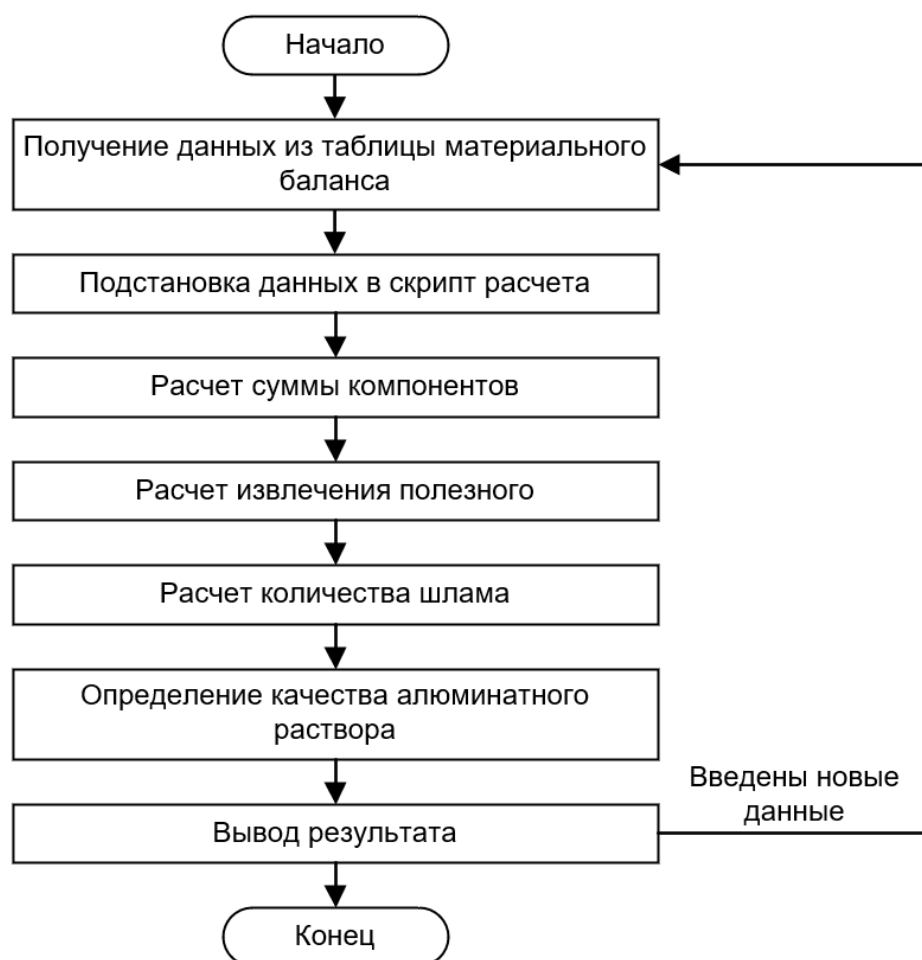 Начало
Получение данных из таблицы материального
баланса
Подстановка данных в скрипт расчета
Расчет суммы компонентов
Расчет извлечения полезного
Расчет количества шлама
Определение качества алюминатного
раствора
Введены новые
данные
Вывод результата
Конец